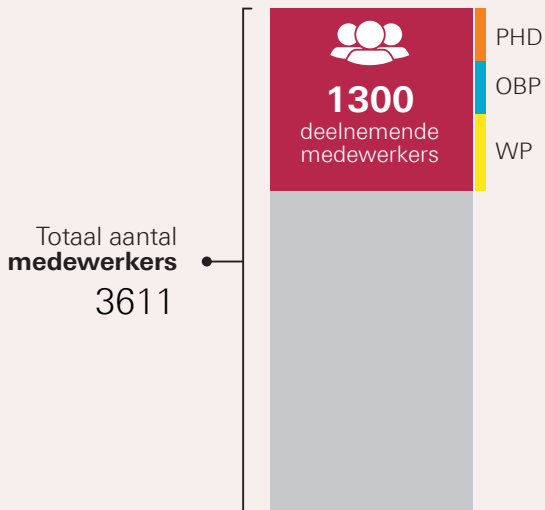 1300
deelnemende
medewerkers
PHD
OBP
WP
Totaal aantal
medewerkers
3611